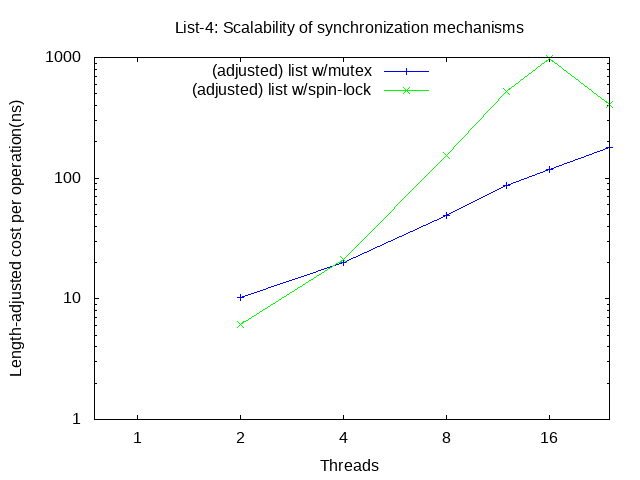 List-4: Scalability of synchronization mechanisms
(adjusted) list w/mutex
(adjusted) list w/spin-lock
Length-adjusted cost per operation(ns)
1000
100
10
1
1 2 4 8 16
Threads